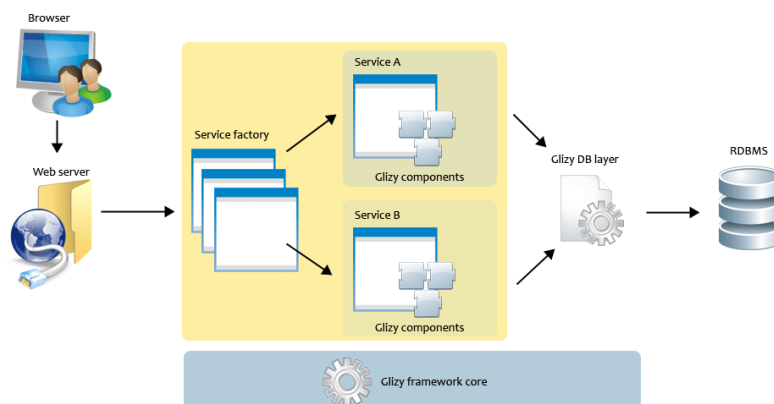 Browser
Web server
Service factory
Service A
Glizy components
Service B
Glizy components
Glizy DB layer
RDBMS
Glizy framework core